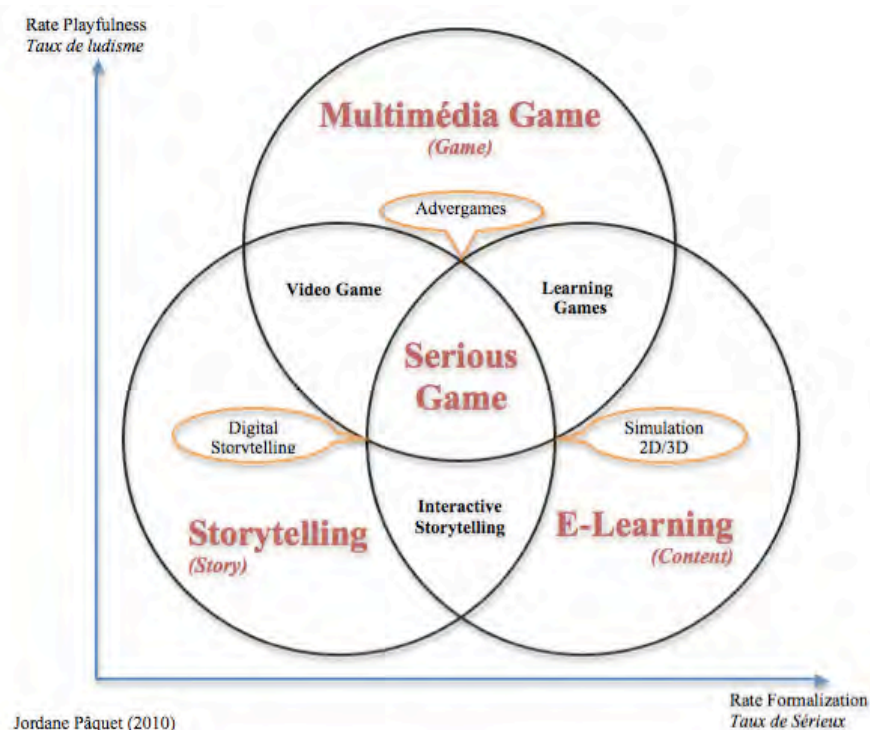 Rate Playfulness
Taux de ludisme
Multimédia Game
(Game)
Advergames
Video Game
Learning
Games
Serious
Game
Digital
Storytelling
Simulation
2D/3D
Interactive
Storytelling
Storytelling
(Story)
E-Learning
(Content)
Rate Formalization
Taux de Sérieux
Jordane Pâquet (2010)